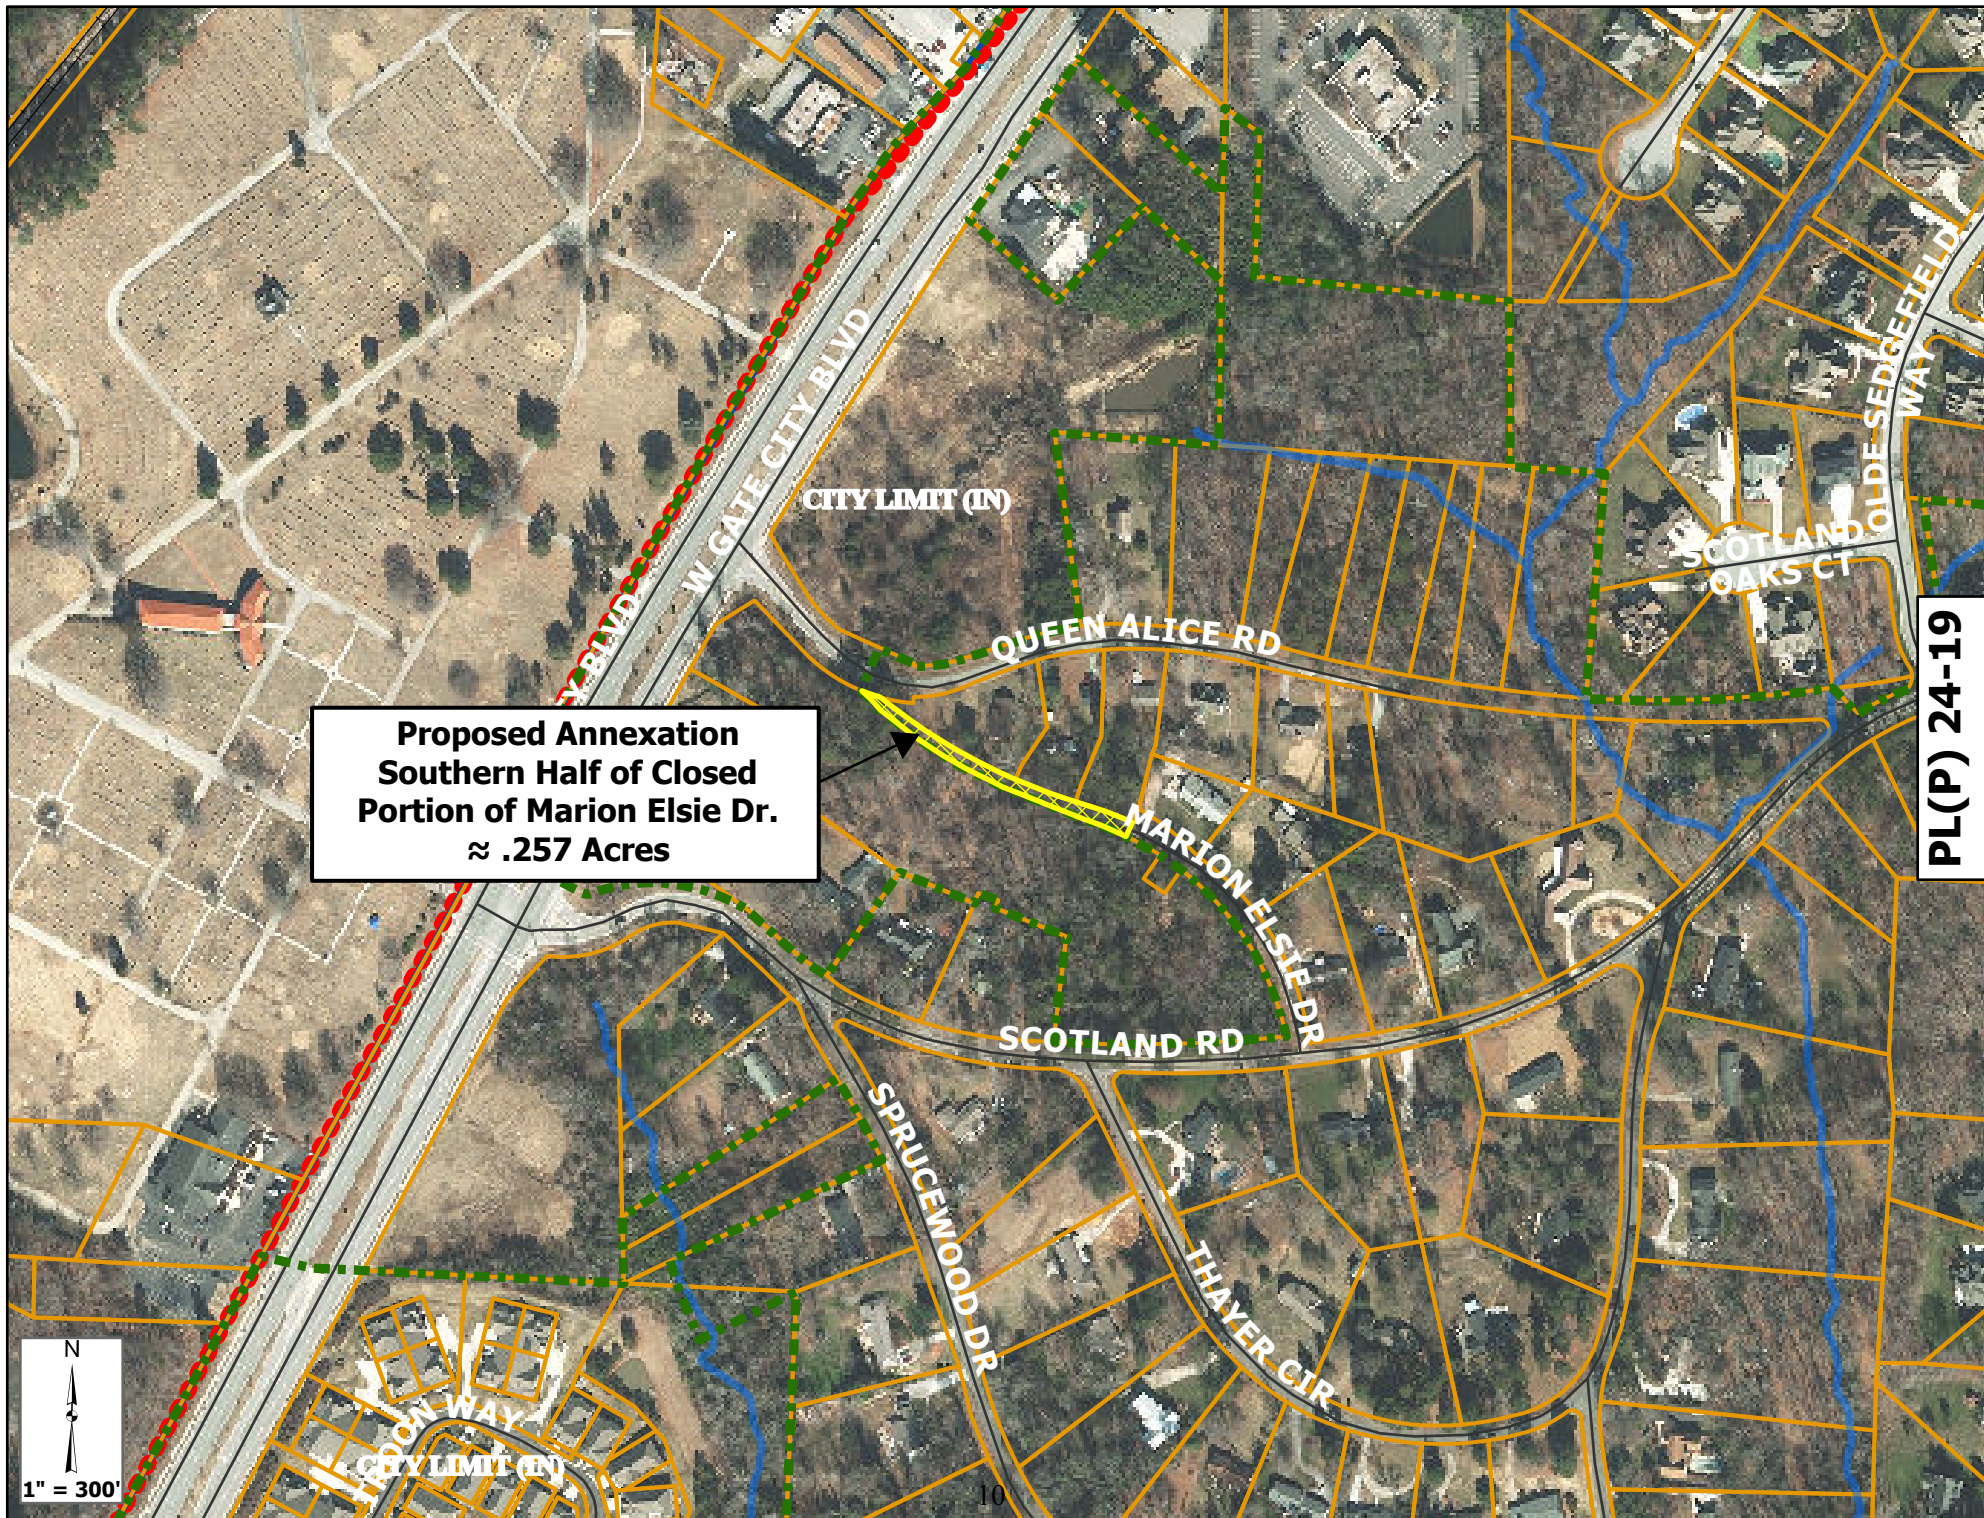 W GATE CITY BLVD
CITY LIMIT (IN)
OLDE SEDGEFIELD
WAY
SCOTLAND
OAKS CT
QUEEN ALICE RD
Y BLVD
PL(P) 24-19
Proposed Annexation
Southern Half of Closed
Portion of Marion Elsie Dr.
≈ .257 Acres
MARION ELSIE DR
SCOTLAND RD
SPRUCEWOOD DR
THAYER CIR
N
1" = 300'
WAY
CITY LIMIT (IN)
10